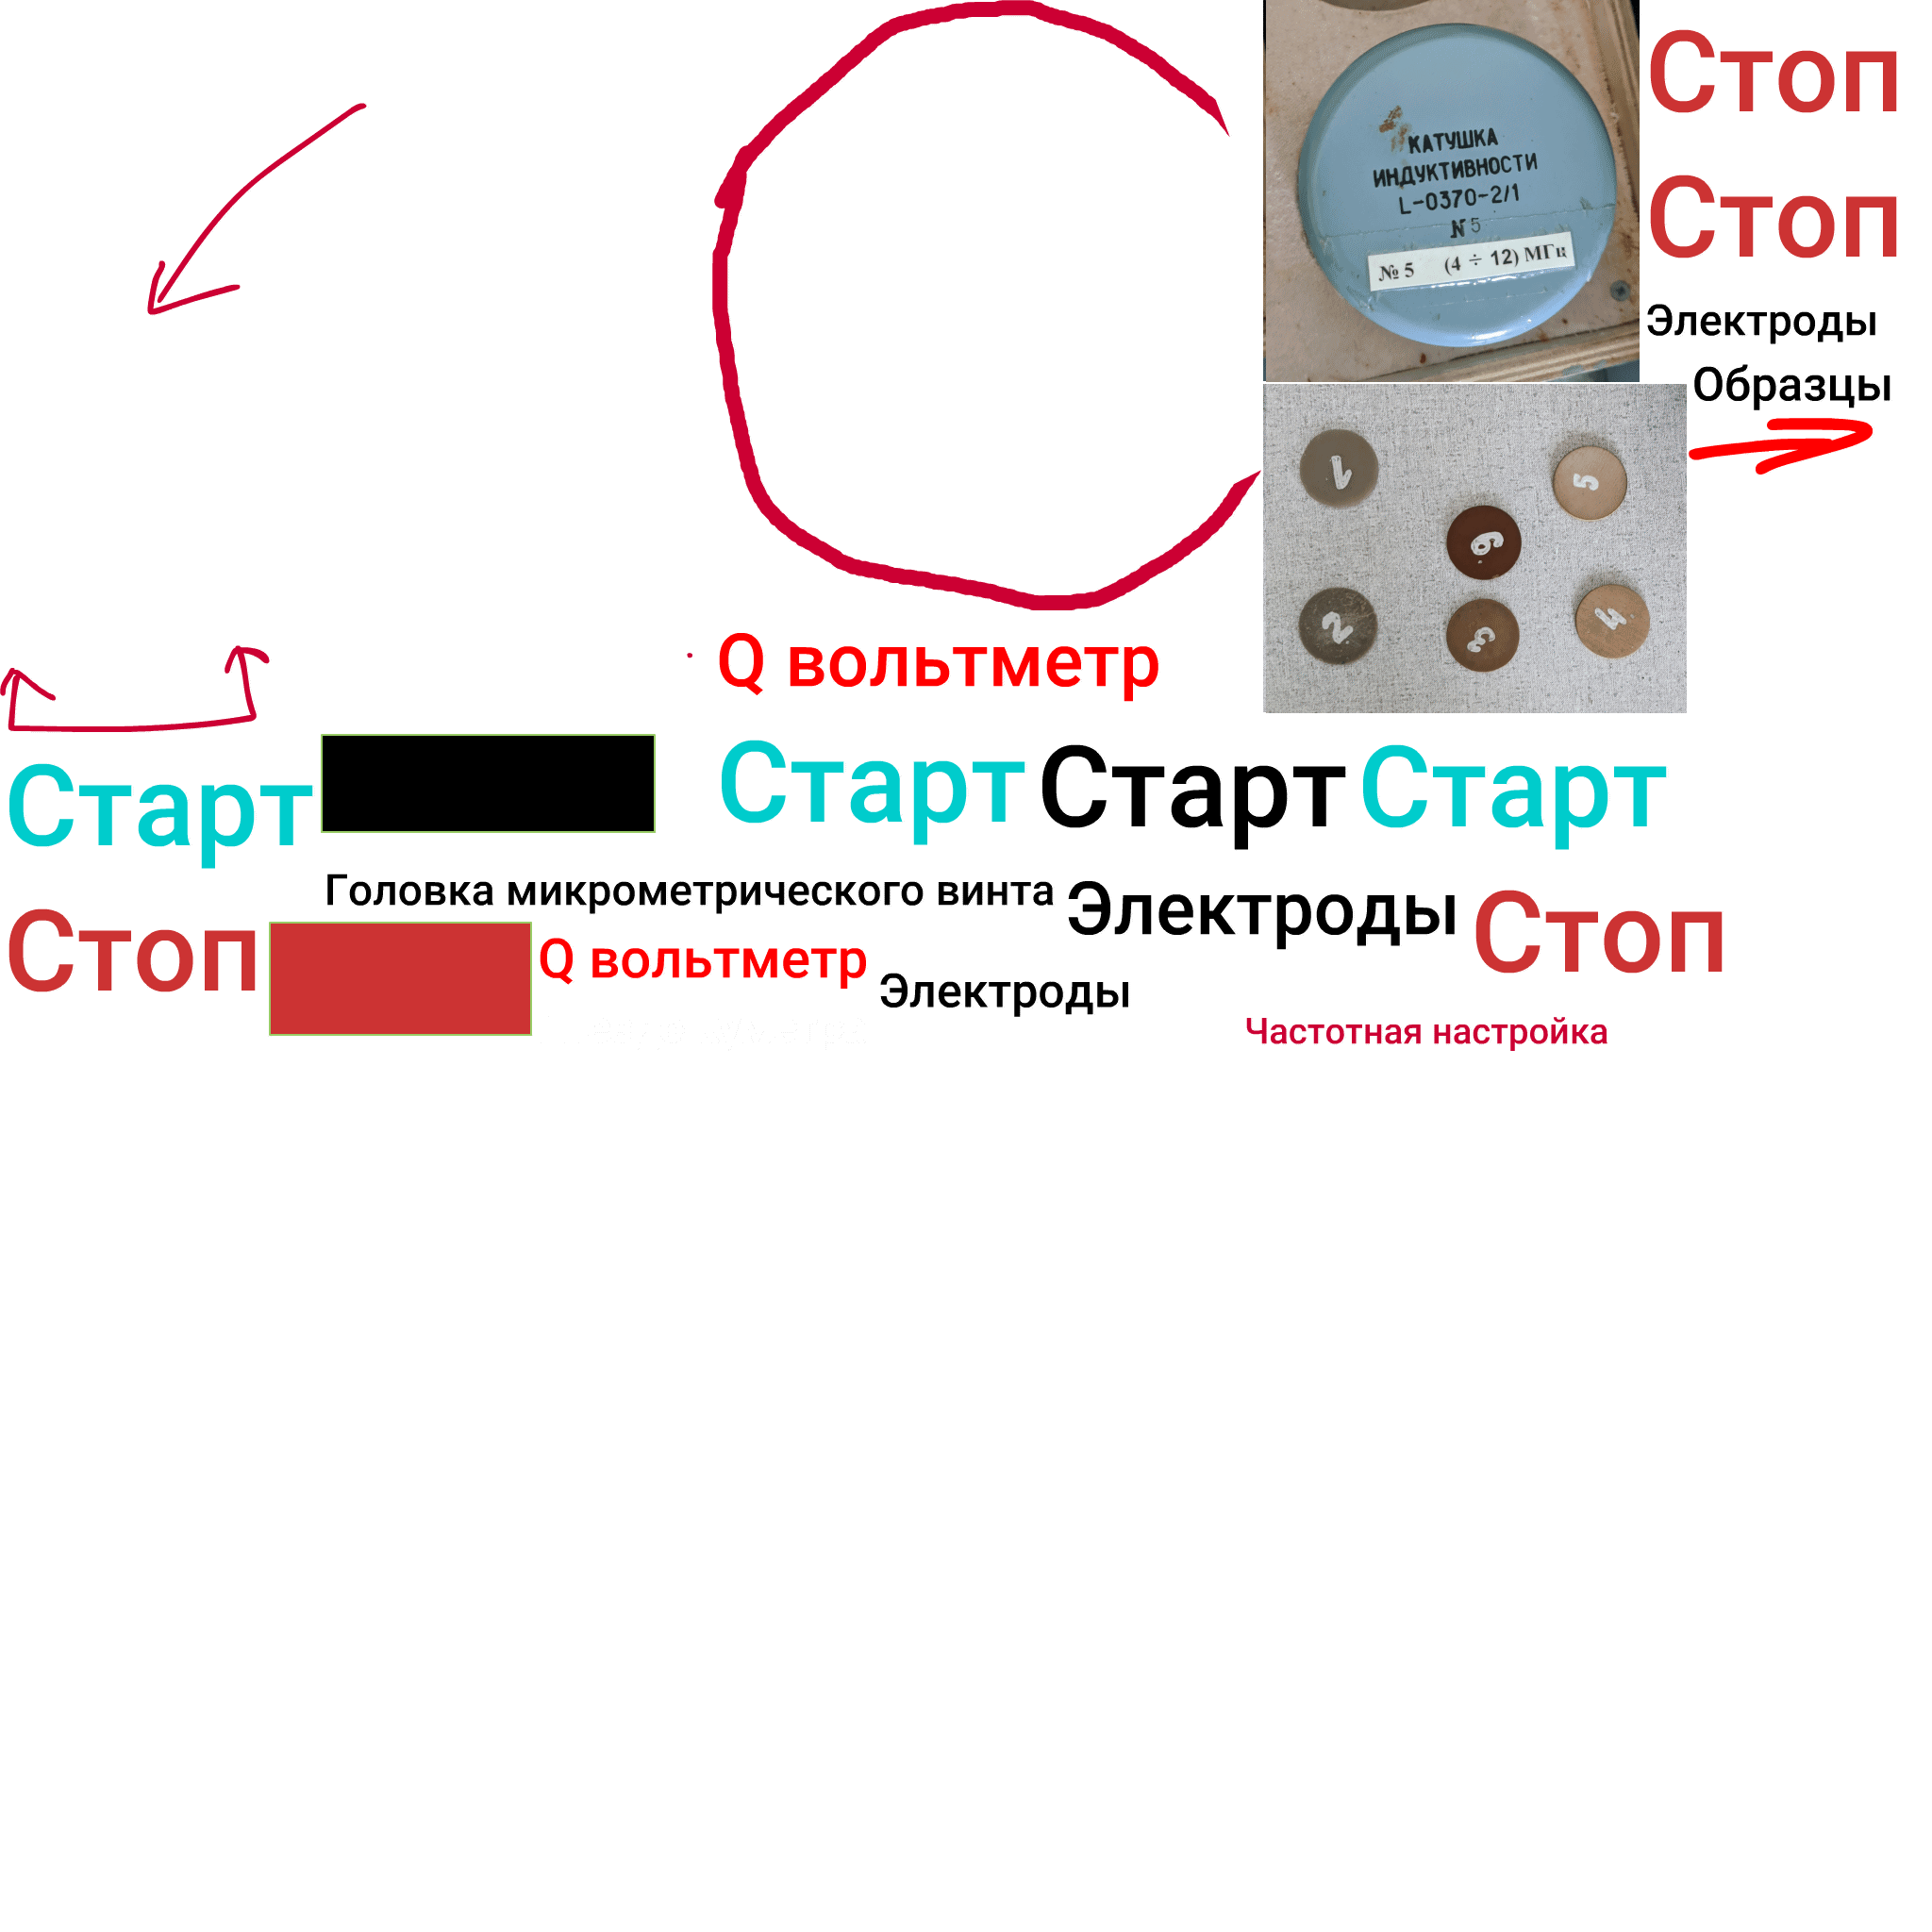 КАТУШКА
ИНДУКТИВНОСТИ
L-0370-2/1
№ 5
№ 5 (4 ÷ 12) МГц
Стоп
Стоп
Электроды
Образцы
1
5
6
2
3
4
Q вольтметр
Старт
Старт
Старт
Старт
Головка микрометрического винта
Электроды
Стоп
Стоп
Q вольтметр
Электроды
Частотная настройка